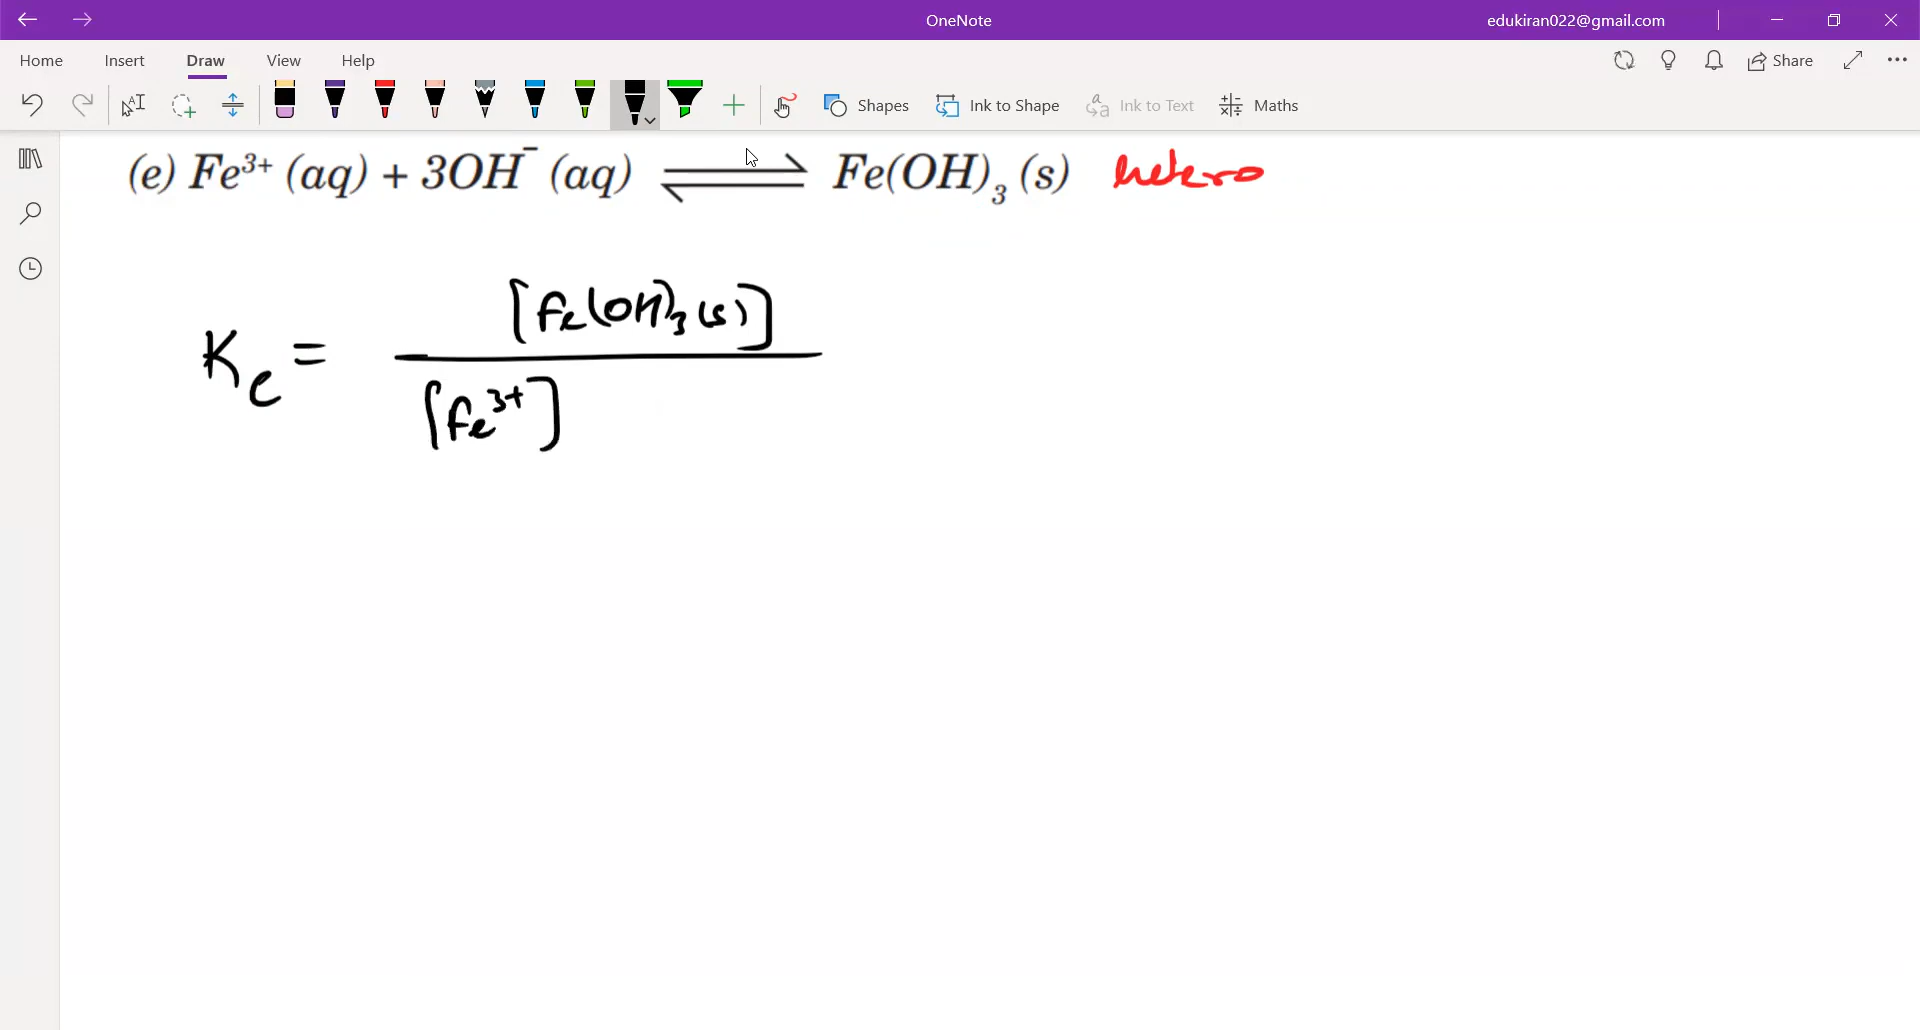 OneNote
edukiran022@gmail.com
Home Insert Draw View Help
Share
Shapes Ink to Shape Ink to Text Maths
(e) Fe³⁺ (aq) + 3OH⁻ (aq) ⇌ Fe(OH)₃ (s) hetero
[Fe(OH)₃(s)]
K_c =
[Fe³⁺]